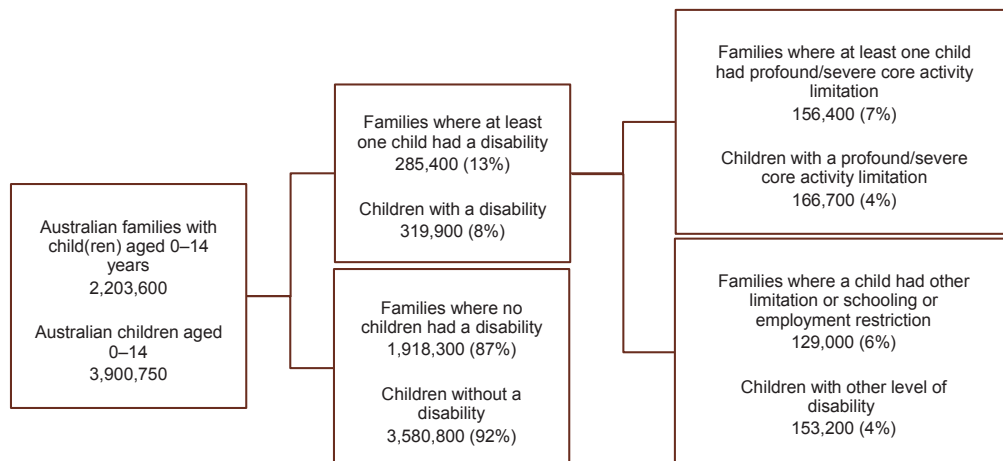 Australian families with
child(ren) aged 0–14
years
2,203,600
Australian children aged
0–14
3,900,750
Families where at least
one child had a disability
285,400 (13%)
Children with a disability
319,900 (8%)
Families where no
children had a disability
1,918,300 (87%)
Children without a
disability
3,580,800 (92%)
Families where at least one child
had profound/severe core activity
limitation
156,400 (7%)
Children with a profound/severe
core activity limitation
166,700 (4%)
Families where a child had other
limitation or schooling or
employment restriction
129,000 (6%)
Children with other level of
disability
153,200 (4%)